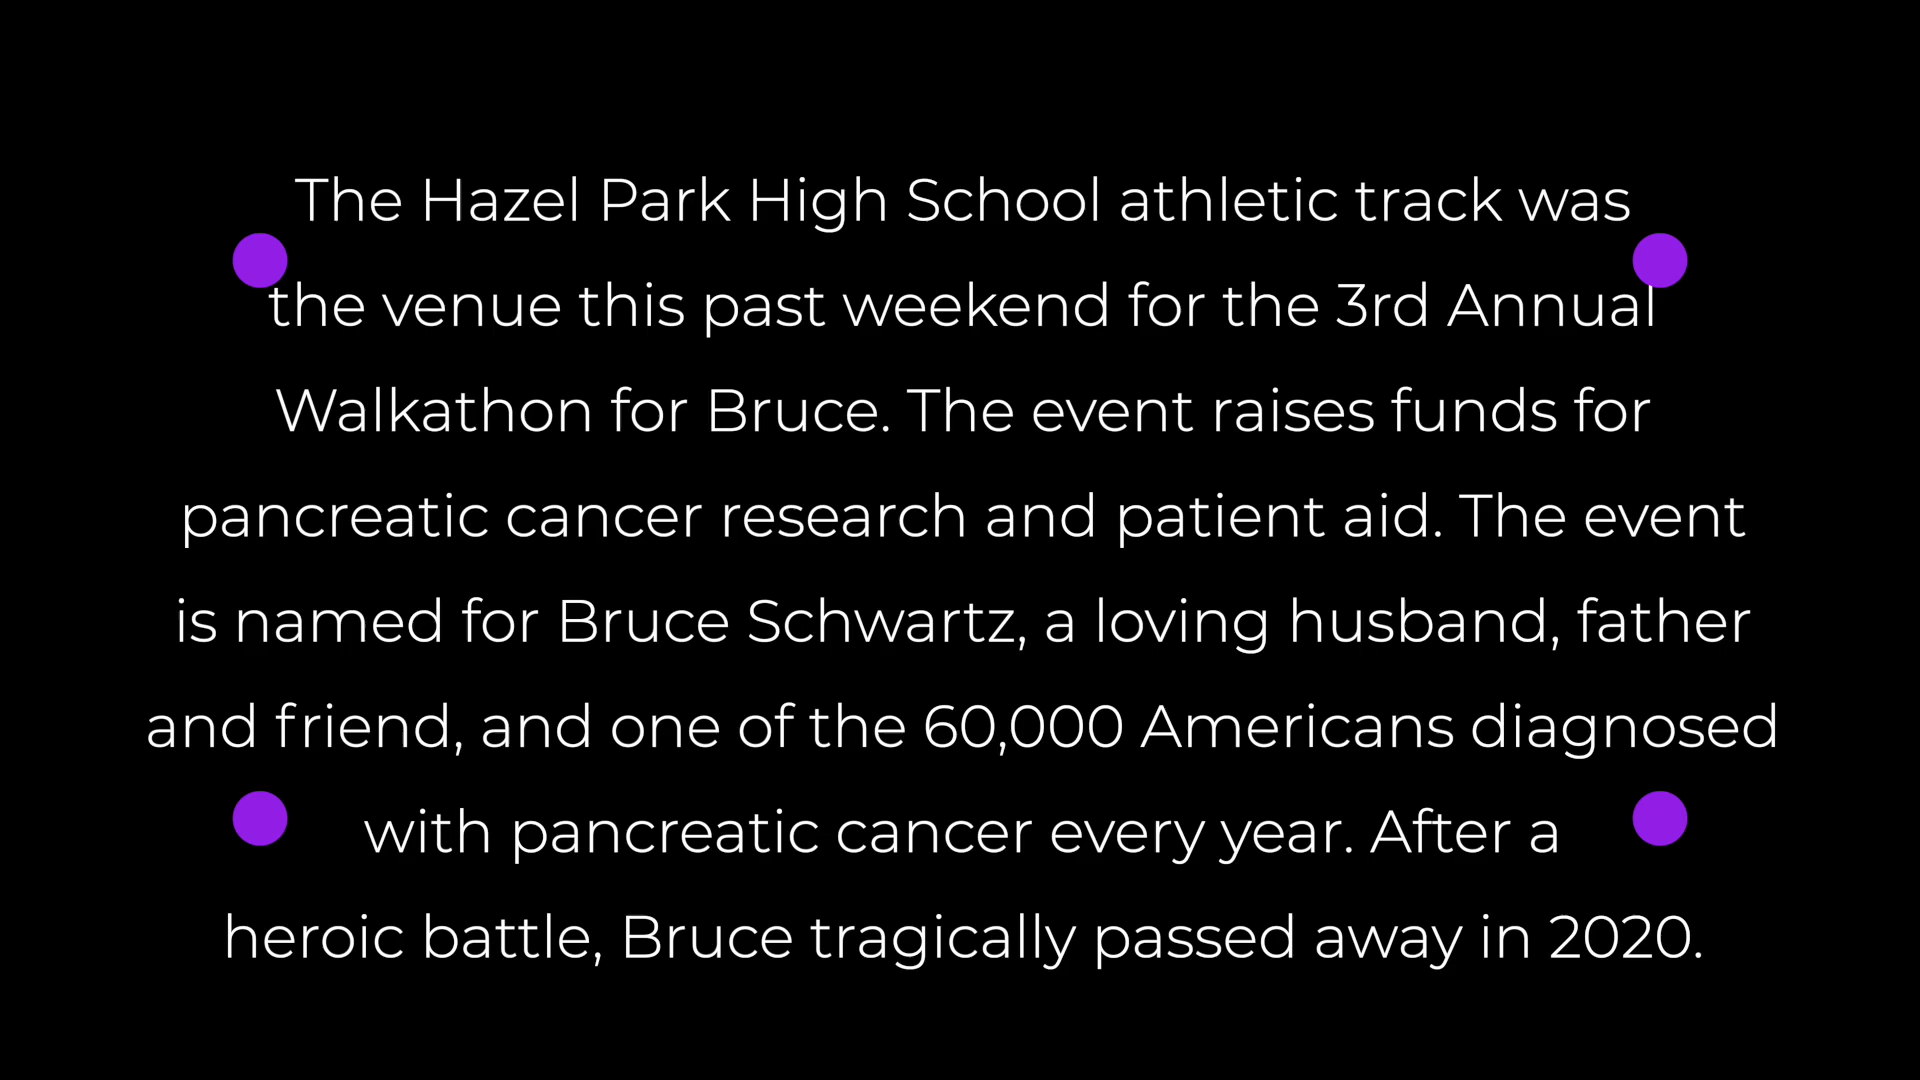 The Hazel Park High School athletic track was
the venue this past weekend for the 3rd Annual
Walkathon for Bruce. The event raises funds for
pancreatic cancer research and patient aid. The event
is named for Bruce Schwartz, a loving husband, father
and friend, and one of the 60,000 Americans diagnosed
with pancreatic cancer every year. After a
heroic battle, Bruce tragically passed away in 2020.